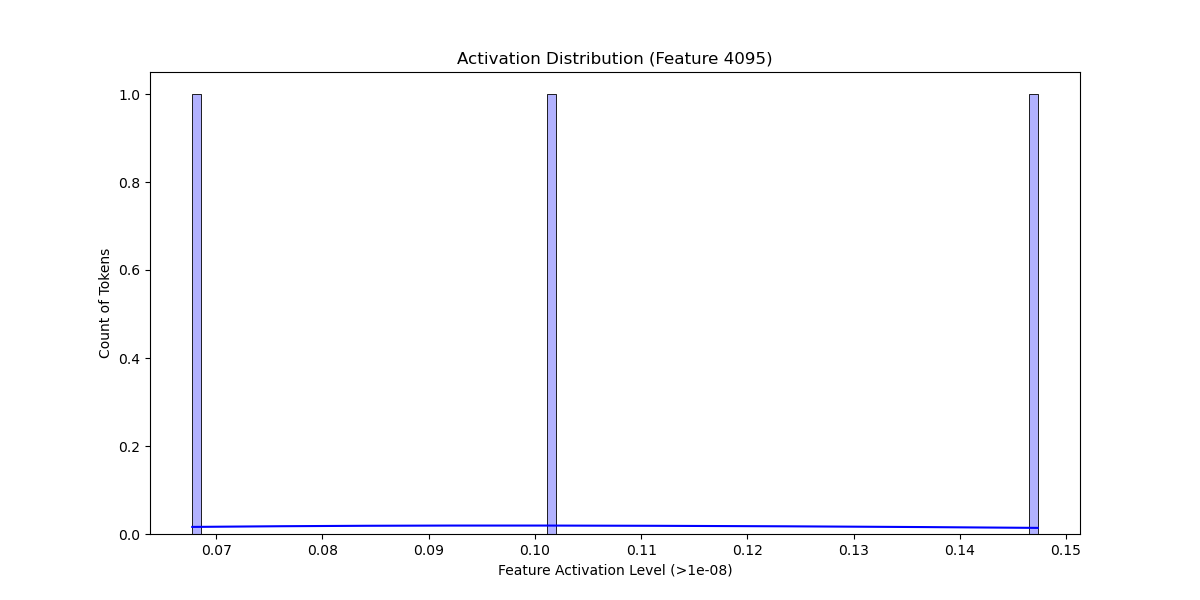 Activation Distribution (Feature 4095)
1.0
0.8
0.6
0.4
0.2
0.0
Count of Tokens
0.07 0.08 0.09 0.10 0.11 0.12 0.13 0.14 0.15
Feature Activation Level (>1e-08)